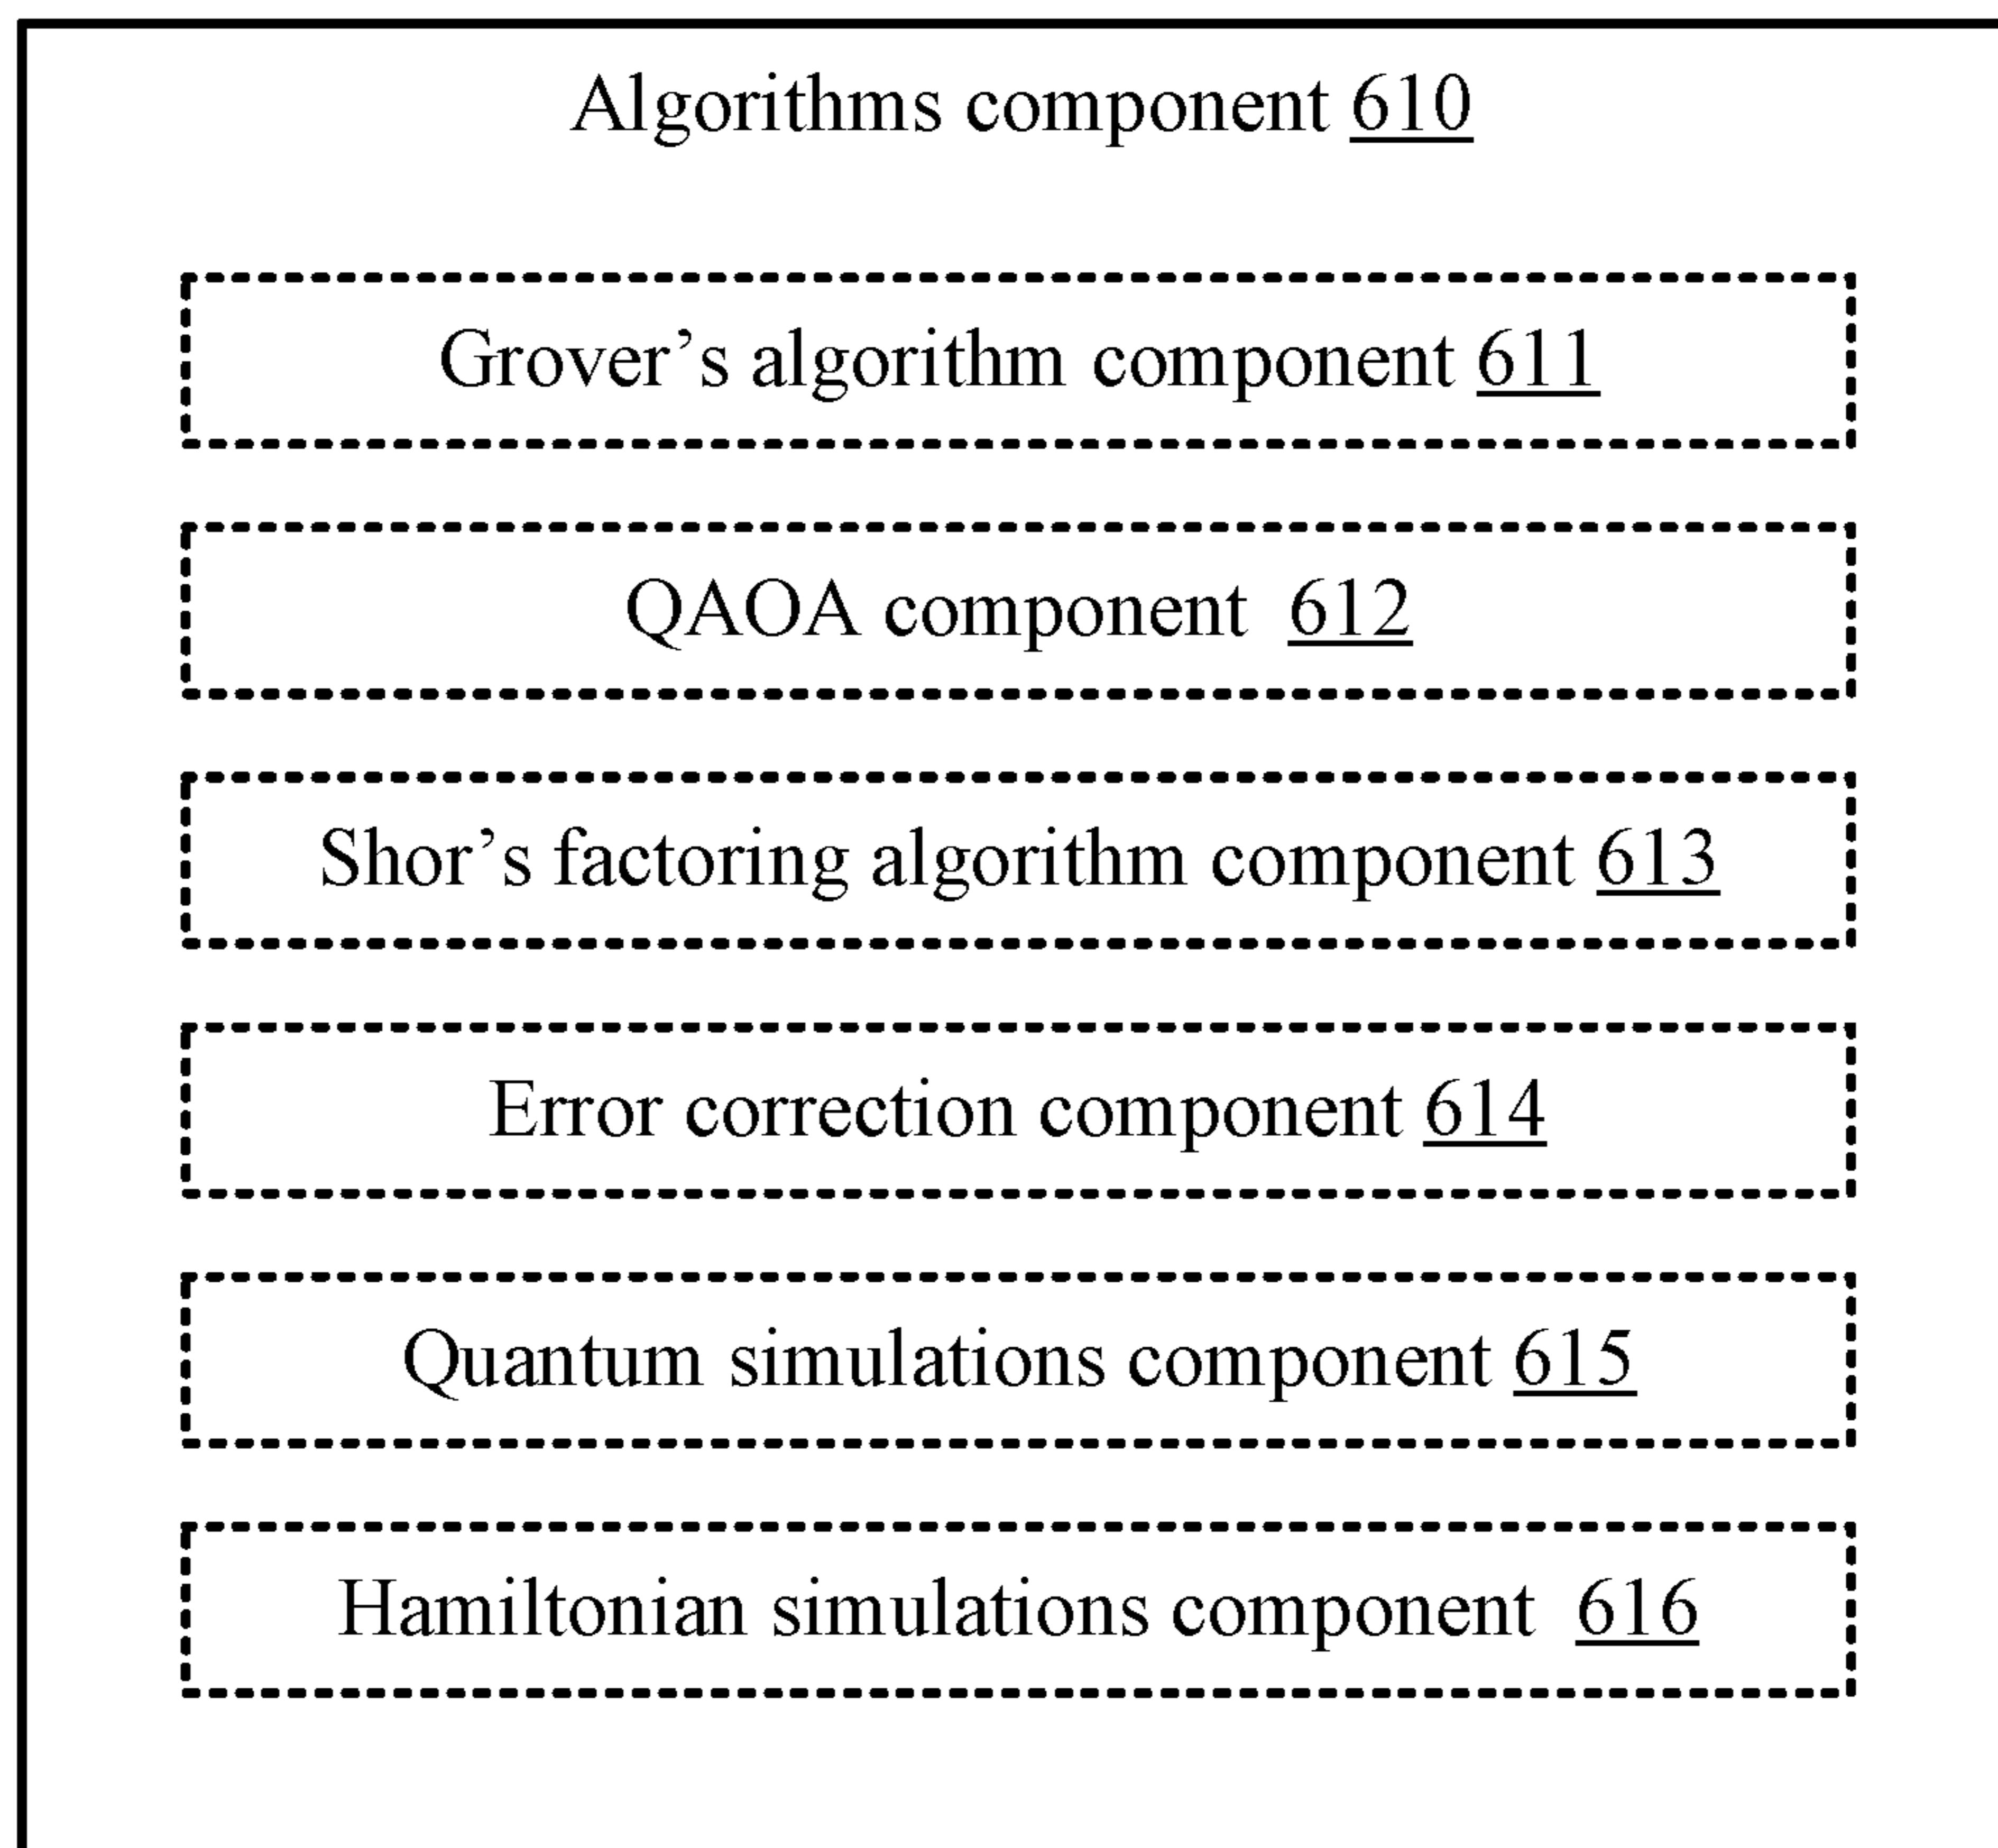 Algorithms component 610
Grover’s algorithm component 611
QAOA component 612
Shor’s factoring algorithm component 613
Error correction component 614
Quantum simulations component 615
Hamiltonian simulations component 616